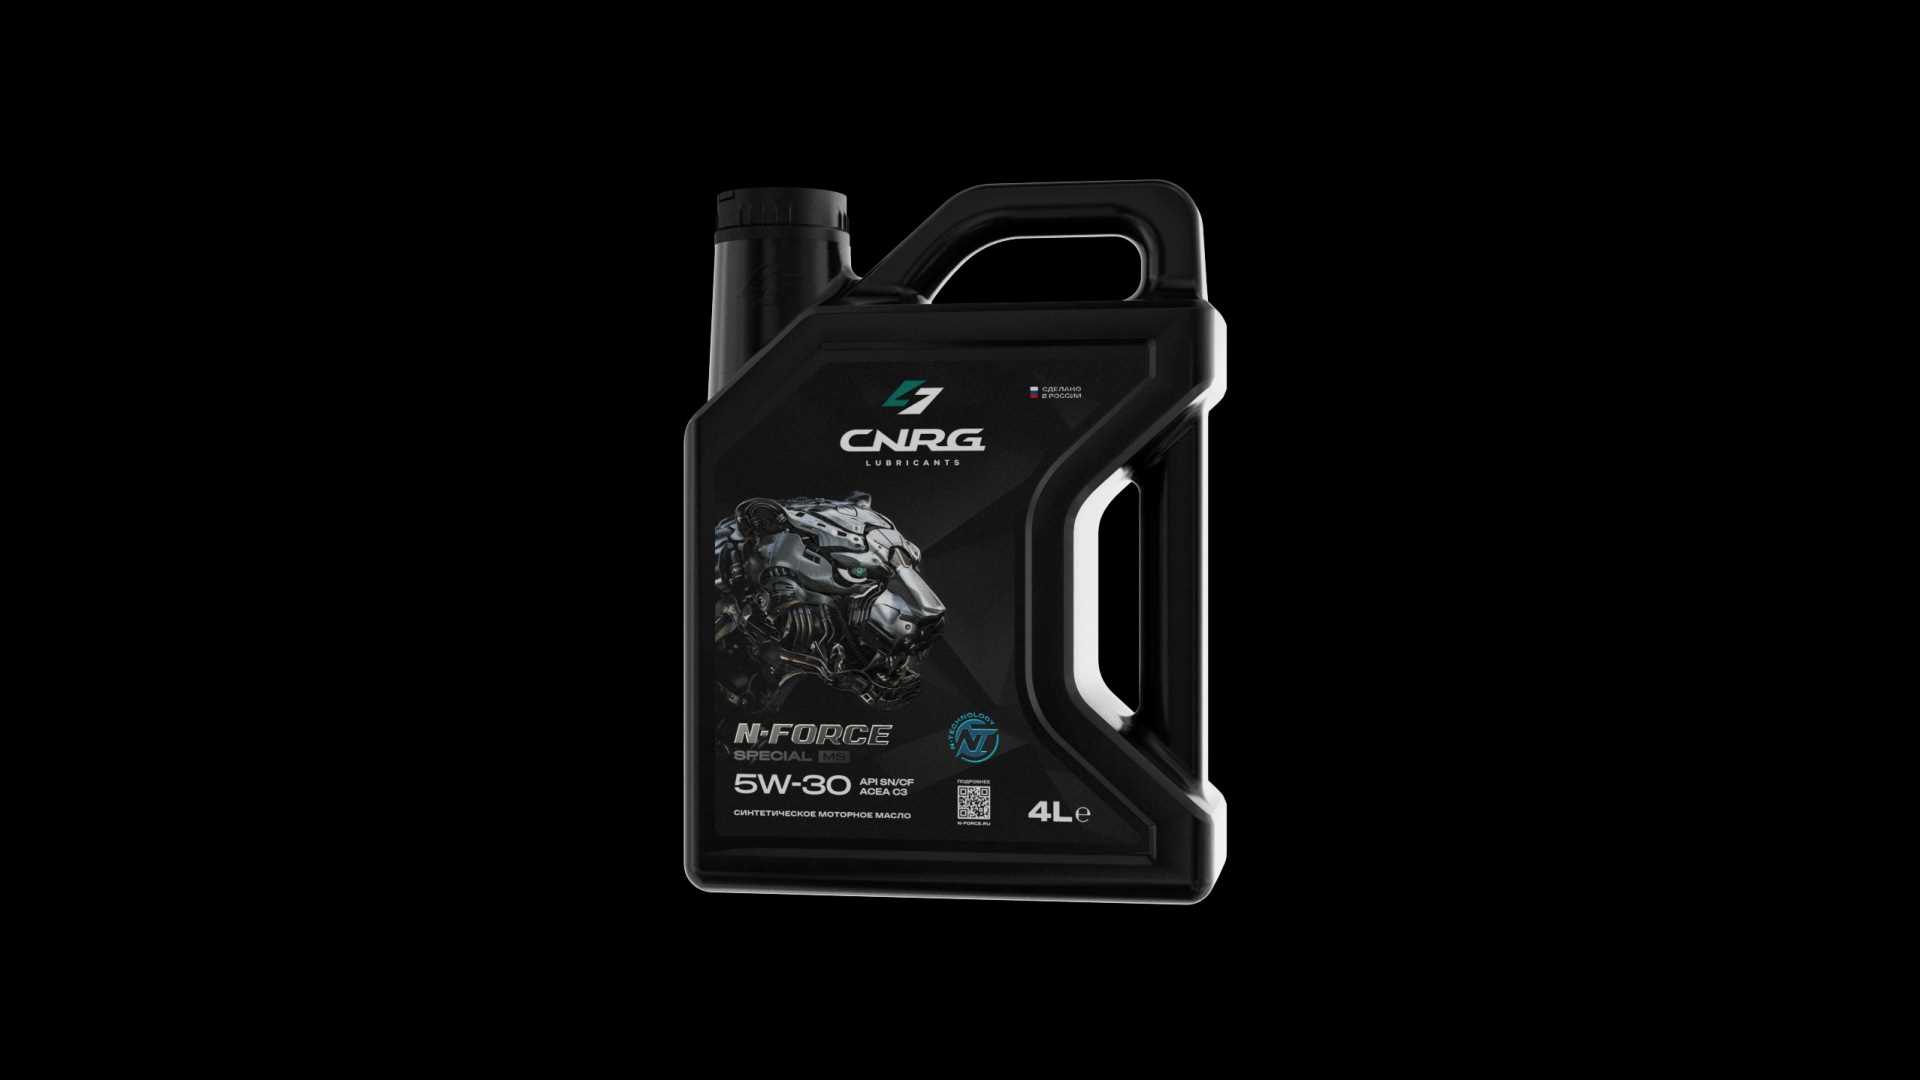 CNRG
LUBRICANTS
СДЕЛАНО
В РОССИИ
N-FORCE
SPECIAL MS
5W-30
API SN/CF
ACEA C3
СИНТЕТИЧЕСКОЕ МОТОРНОЕ МАСЛО
N-TECHNOLOGY
NT
ПОДРОБНЕЕ
N-FORCE.RU
4L e